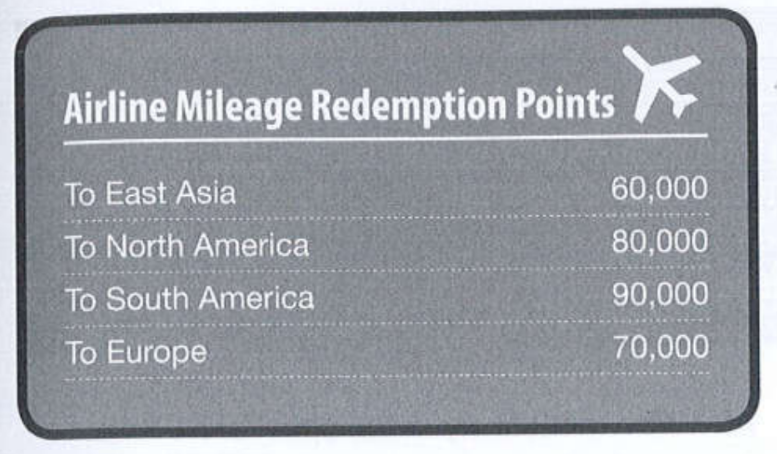 Airline Mileage Redemption Points
To East Asia 60,000
To North America 80,000
To South America 90,000
To Europe 70,000